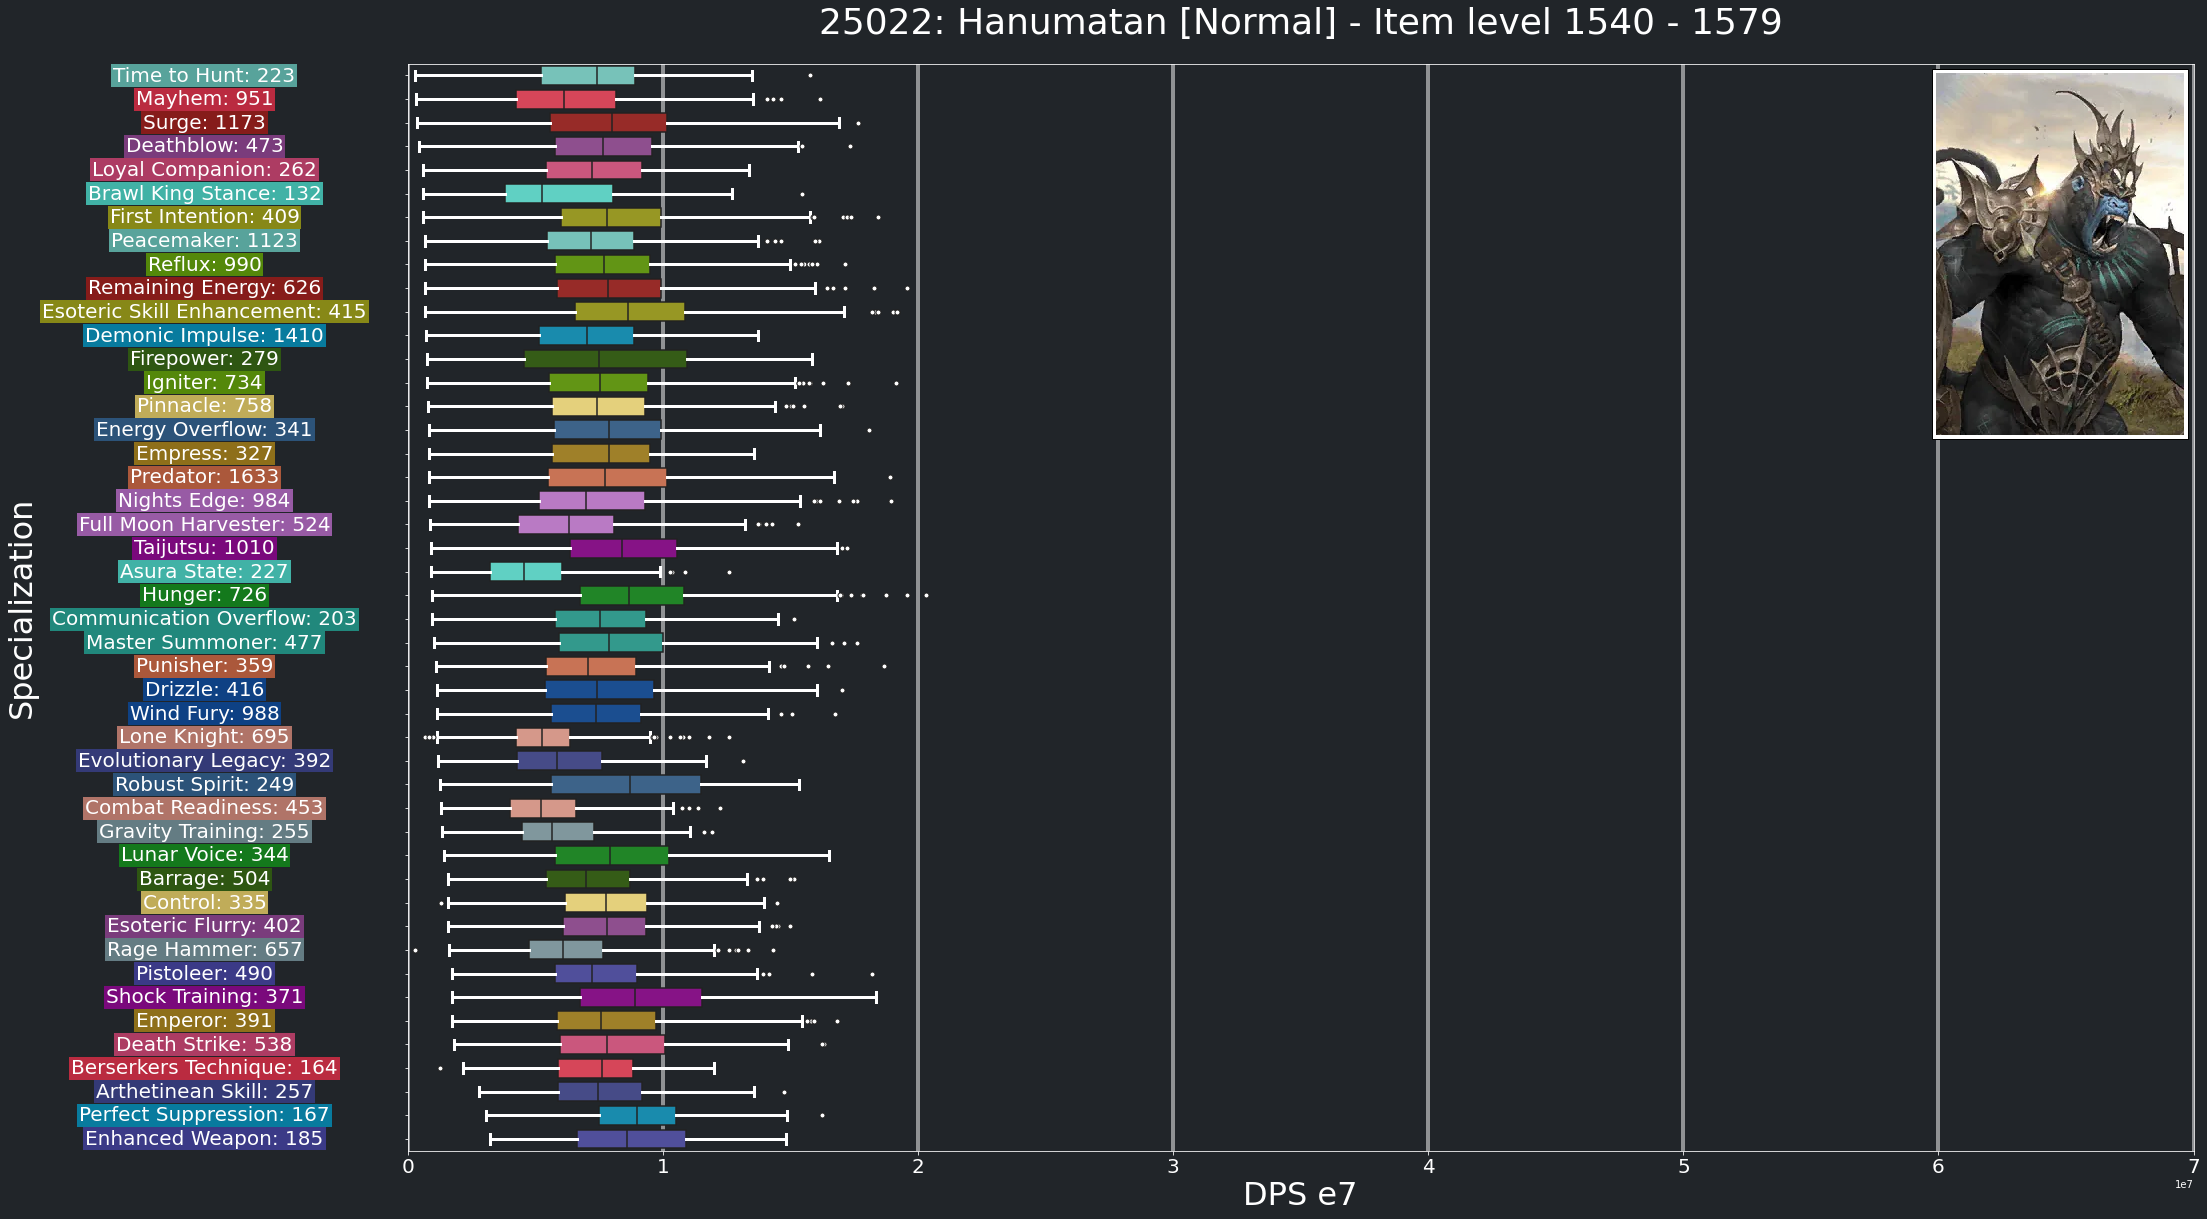 25022: Hanumatan [Normal] - Item level 1540 - 1579
Time to Hunt: 223
Mayhem: 951
Surge: 1173
Deathblow: 473
Loyal Companion: 262
Brawl King Stance: 132
First Intention: 409
Peacemaker: 1123
Reflux: 990
Remaining Energy: 626
Esoteric Skill Enhancement: 415
Demonic Impulse: 1410
Firepower: 279
Igniter: 734
Pinnacle: 758
Energy Overflow: 341
Empress: 327
Predator: 1633
Nights Edge: 984
Full Moon Harvester: 524
Taijutsu: 1010
Asura State: 227
Hunger: 726
Communication Overflow: 203
Master Summoner: 477
Punisher: 359
Drizzle: 416
Wind Fury: 988
Lone Knight: 695
Evolutionary Legacy: 392
Robust Spirit: 249
Combat Readiness: 453
Gravity Training: 255
Lunar Voice: 344
Barrage: 504
Control: 335
Esoteric Flurry: 402
Rage Hammer: 657
Pistoleer: 490
Shock Training: 371
Emperor: 391
Death Strike: 538
Berserkers Technique: 164
Arthetinean Skill: 257
Perfect Suppression: 167
Enhanced Weapon: 185
Specialization
0 1 2 3 4 5 6 7
DPS e7
1e7